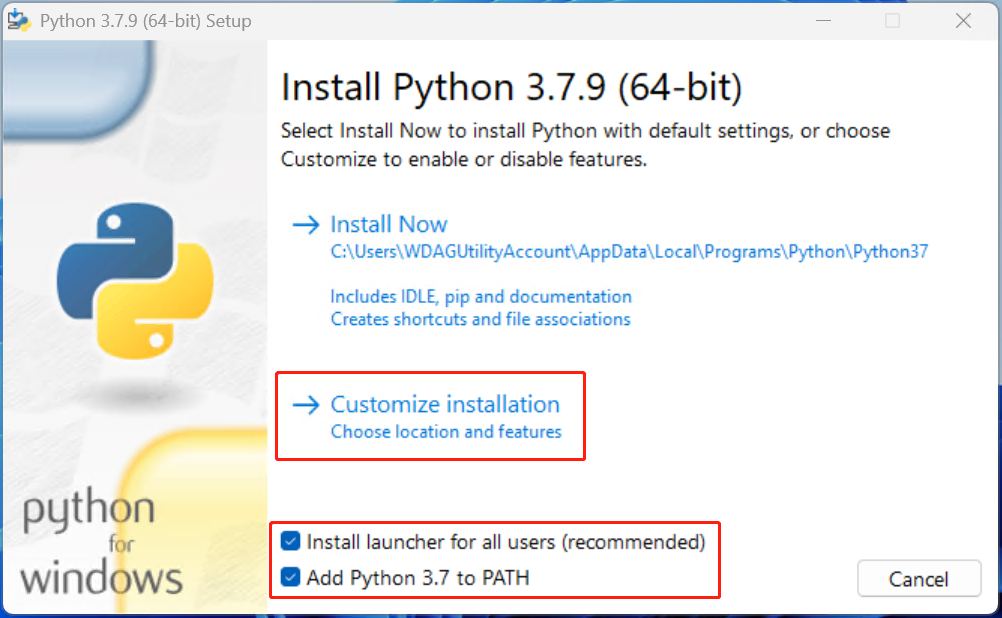 Python 3.7.9 (64-bit) Setup
Install Python 3.7.9 (64-bit)
Select Install Now to install Python with default settings, or choose
Customize to enable or disable features.
Install Now
C:\Users\WDAGUtilityAccount\AppData\Local\Programs\Python\Python37
Includes IDLE, pip and documentation
Creates shortcuts and file associations
Customize installation
Choose location and features
python
for
windows
Install launcher for all users (recommended)
Add Python 3.7 to PATH
Cancel